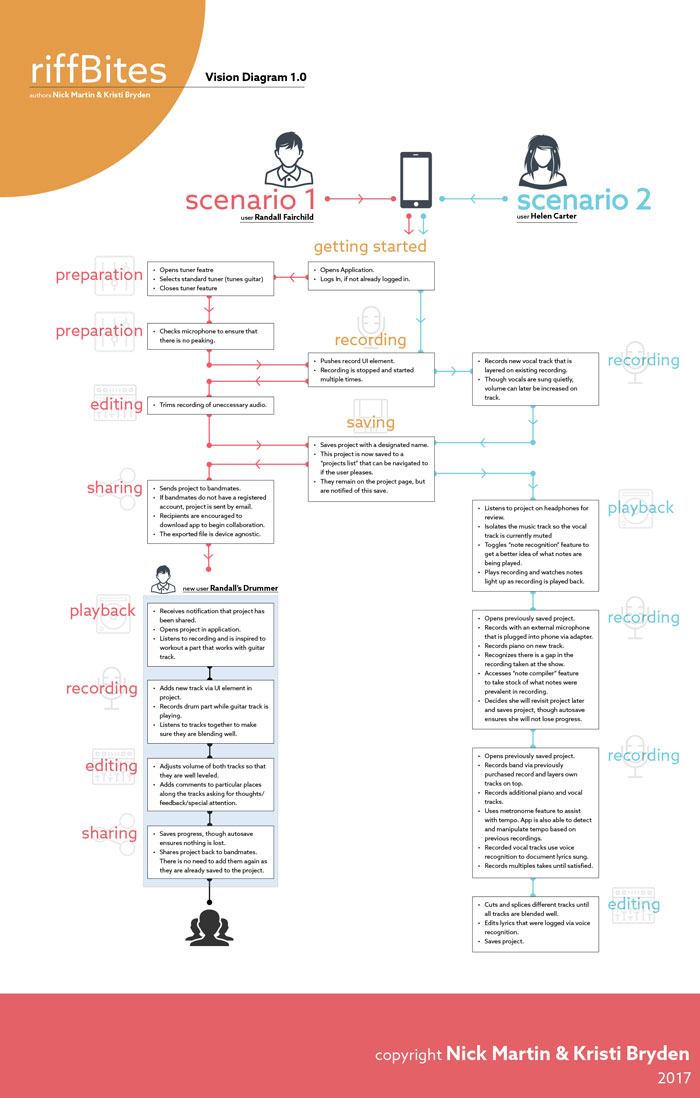 riffBites
Vision Diagram 1.0
authors Nick Martin & Kristi Bryden
scenario 1
user Randall Fairchild
scenario 2
user Helen Carter
getting started
• Opens Application.
• Logs In, if not already logged in.
preparation
• Opens tuner featre
• Selects standard tuner (tunes guitar)
• Closes tuner feature
preparation
• Checks microphone to ensure that
there is no peaking.
recording
• Pushes record UI element.
• Recording is stopped and started
multiple times.
recording
• Records new vocal track that is
layered on existing recording.
• Though vocals are sung quietly,
volume can later be increased on
track.
editing
• Trims recording of uneccessary audio.
saving
• Saves project with a designated name.
• This project is now saved to a
"projects list" that can be navigated to
if the user pleases.
• They remain on the project page, but
are notified of this save.
sharing
• Sends project to bandmates.
• If bandmates do not have a registered
account, project is sent by email.
• Recipients are encouraged to
download app to begin collaboration.
• The exported file is device agnostic.
playback
• Listens to project on headphones for
review.
• Isolates the music track so the vocal
track is currently muted
• Toggles "note recognition" feature to
get a better idea of what notes are
being played.
• Plays recording and watches notes
light up as recording is played back.
new user Randall's Drummer
playback
• Receives notification that project has
been shared.
• Opens project in application.
• Listens to recording and is inspired to
workout a part that works with guitar
track.
recording
• Opens previously saved project.
• Records with an external microphone
that is plugged into phone via adapter.
• Records piano on new track.
• Recognizes there is a gap in the
recording taken at the show.
• Accesses "note compiler" feature
to take stock of what notes were
prevalent in recording.
• Decides she will revisit project later
and saves project, though autosave
ensures she will not lose progress.
recording
• Adds new track via UI element in
project.
• Records drum part while guitar track is
playing.
• Listens to tracks together to make
sure they are blending well.
editing
• Adjusts volume of both tracks so that
they are well leveled.
• Adds comments to particular places
along the tracks asking for thoughts/
feedback/special attention.
recording
• Opens previously saved project.
• Records band via previously
purchased record and layers own
tracks on top.
• Records additional piano and vocal
tracks.
• Uses metronome feature to assist
with tempo. App is also able to detect
and manipulate tempo based on
previous recordings.
• Recorded vocal tracks use voice
recognition to document lyrics sung.
• Records multiples takes until satisfied.
sharing
• Saves progress, though autosave
ensures nothing is lost.
• Shares project back to bandmates.
There is no need to add them again as
they are already saved to the project.
editing
• Cuts and splices different tracks until
all tracks are blended well.
• Edits lyrics that were logged via voice
recognition.
• Saves project.
copyright Nick Martin & Kristi Bryden
2017